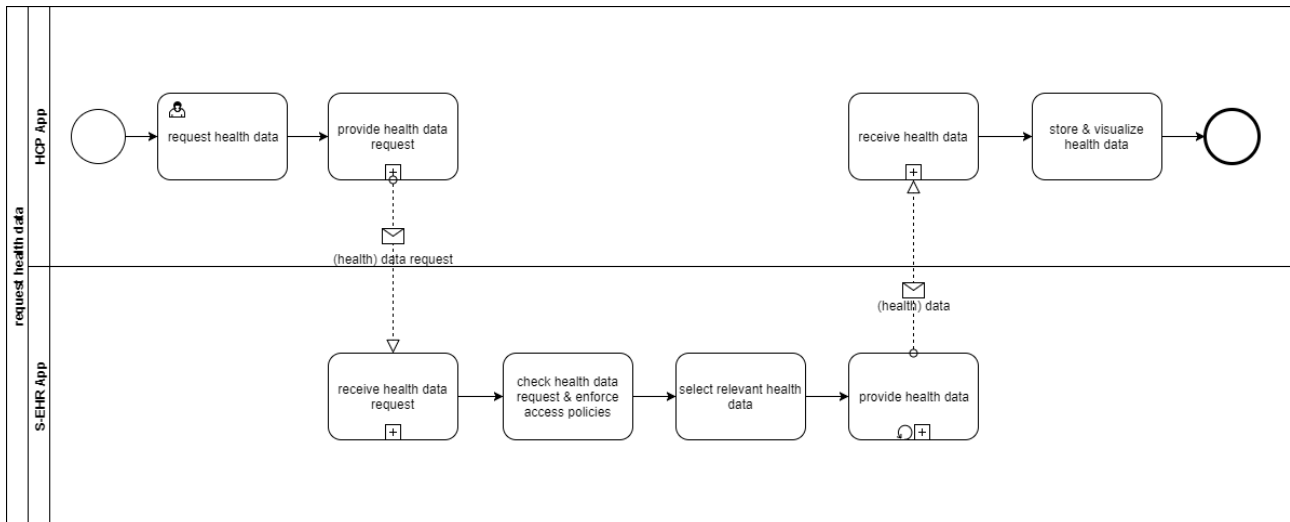 request health data
HCP App
request health data
provide health data
request
receive health data
store & visualize
health data
(health) data request
(health) data
S-EHR App
receive health data
request
check health data
request & enforce
access policies
select relevant health
data
provide health data